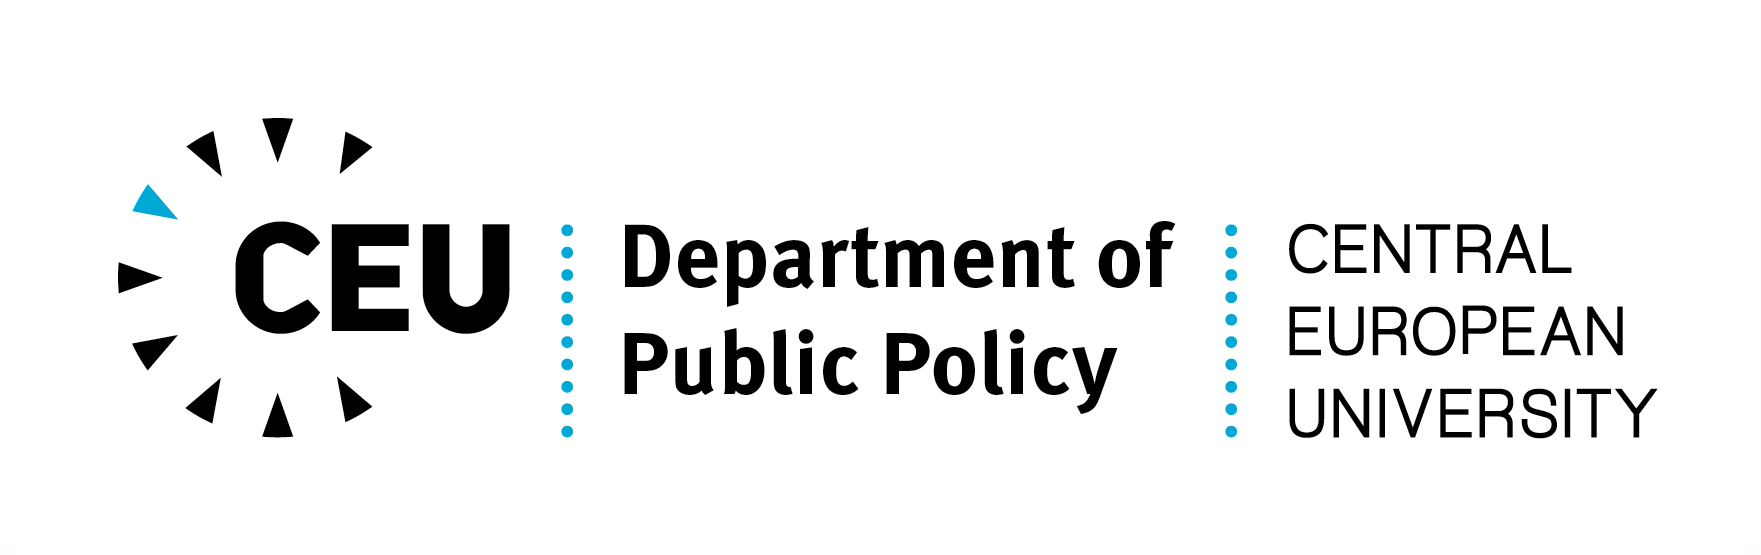 CEU
Department of
Public Policy
CENTRAL
EUROPEAN
UNIVERSITY